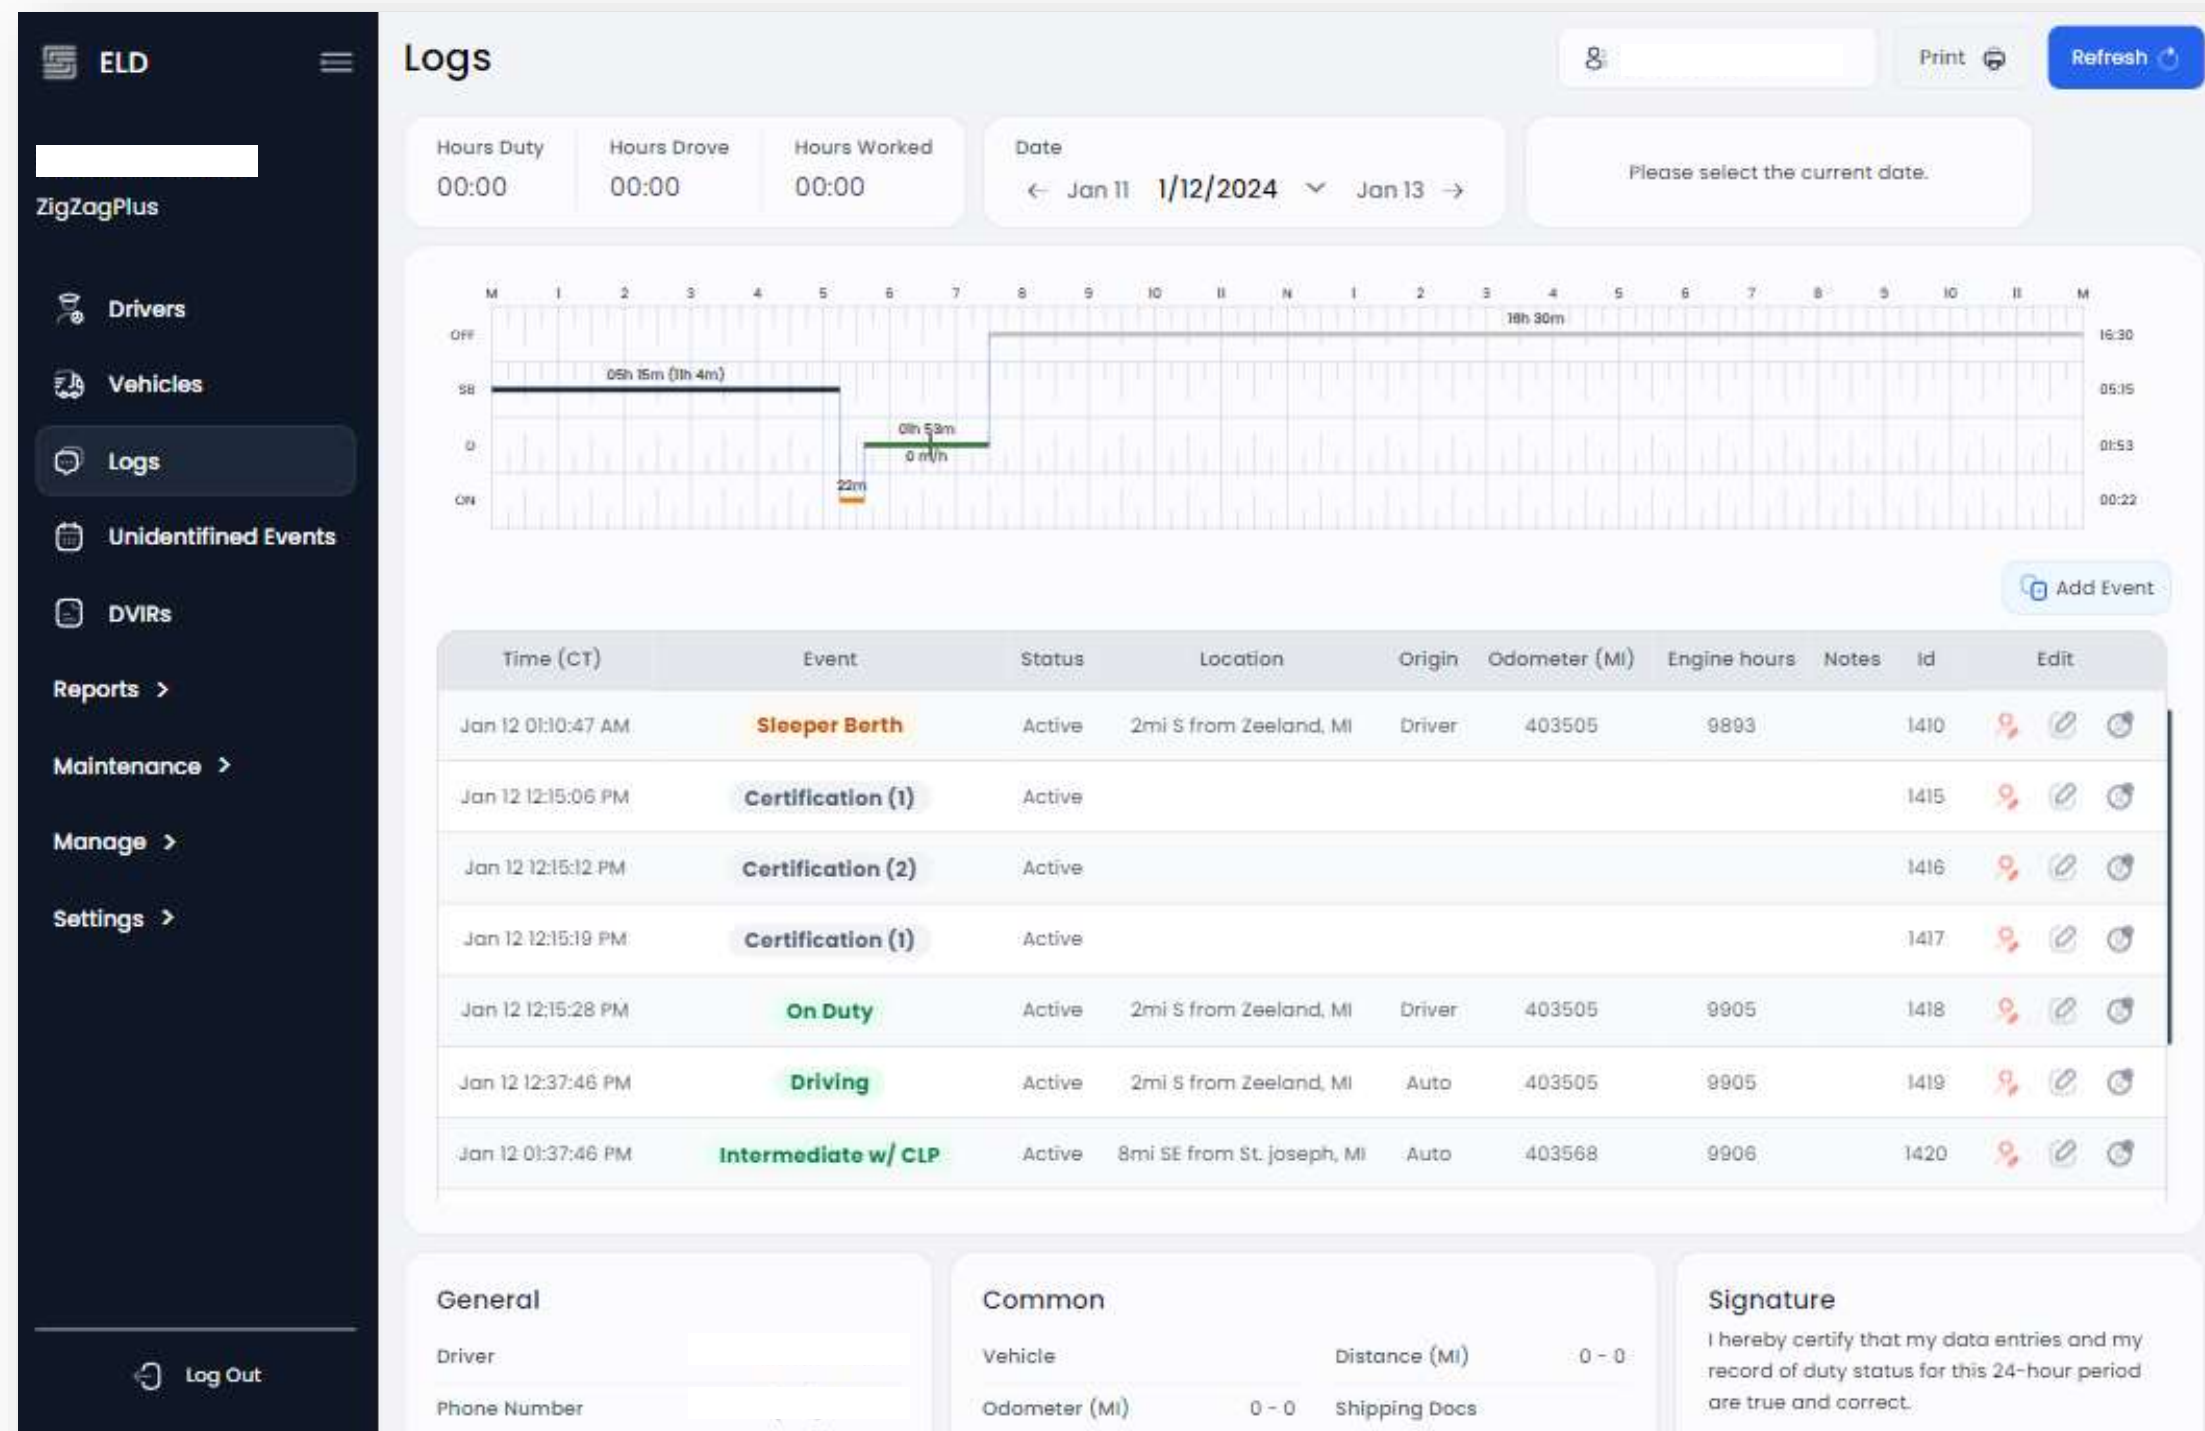 ELD
ZigZagPlus
Drivers
Vehicles
Logs
Unidentifined Events
DVIRs
Reports >
Maintenance >
Manage >
Settings >
Log Out
Logs
Print
Refresh
Hours Duty Hours Drove Hours Worked
00:00 00:00 00:00
Date
← Jan 11 1/12/2024 Jan 13 →
Please select the current date.
M 1 2 3 4 5 6 7 8 9 10 11 N 1 2 3 4 5 6 7 8 9 10 11 M
OFF 16h 30m 16:30
SB 05h 15m (11h 4m) 05:15
D 01h 53m 0 m/h 01:53
ON 22m 00:22
Add Event
Time (CT) Event Status Location Origin Odometer (MI) Engine hours Notes Id Edit
Jan 12 01:10:47 AM Sleeper Berth Active 2mi S from Zeeland, MI Driver 403505 9893 1410
Jan 12 12:15:06 PM Certification (1) Active 1415
Jan 12 12:15:12 PM Certification (2) Active 1416
Jan 12 12:15:19 PM Certification (1) Active 1417
Jan 12 12:15:28 PM On Duty Active 2mi S from Zeeland, MI Driver 403505 9905 1418
Jan 12 12:37:46 PM Driving Active 2mi S from Zeeland, MI Auto 403505 9905 1419
Jan 12 01:37:46 PM Intermediate w/ CLP Active 8mi SE from St. joseph, MI Auto 403568 9906 1420
General
Driver
Phone Number
Common
Vehicle Distance (MI) 0 - 0
Odometer (MI) 0 - 0 Shipping Docs
Signature
I hereby certify that my data entries and my
record of duty status for this 24-hour period
are true and correct.